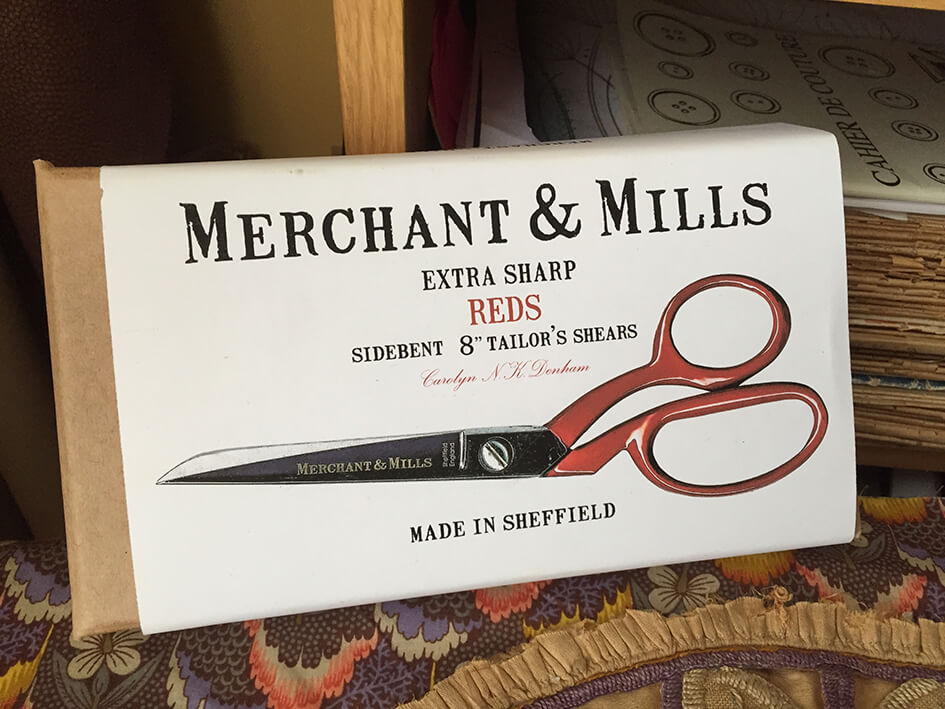 MERCHANT & MILLS
EXTRA SHARP
REDS
SIDEBENT 8" TAILOR'S SHEARS
Carolyn N.K. Denham
MERCHANT & MILLS
Sheffield
England
MADE IN SHEFFIELD
CAHIER DE COUTURE